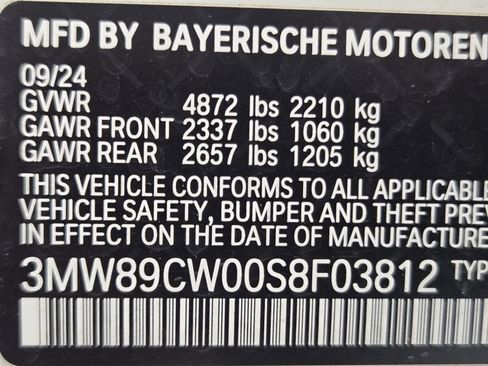 MFD BY BAYERISCHE MOTOREN
09/24
GVWR 4872 lbs 2210 kg
GAWR FRONT 2337 lbs 1060 kg
GAWR REAR 2657 lbs 1205 kg
THIS VEHICLE CONFORMS TO ALL APPLICABLE
VEHICLE SAFETY, BUMPER AND THEFT PREV
IN EFFECT ON THE DATE OF MANUFACTURE
3MW89CW00S8F03812 TYP